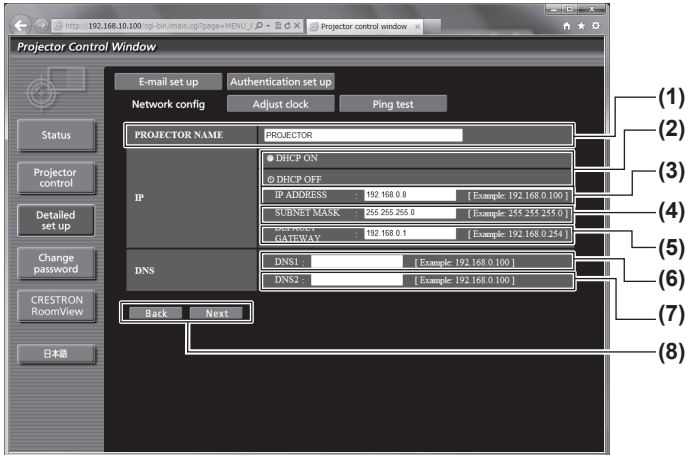 http://192.168.10.100/cgi-bin/main.cgi?page=MENU_
Projector control window
Projector Control Window
E-mail set up
Authentication set up
Network config
Adjust clock
Ping test
Status
Projector control
Detailed set up
Change password
CRESTRON RoomView
日本語
PROJECTOR NAME
PROJECTOR
IP
DHCP ON
DHCP OFF
IP ADDRESS : 192.168.0.8 [ Example: 192.168.0.100 ]
SUBNET MASK : 255.255.255.0 [ Example: 255.255.255.0 ]
DEFAULT GATEWAY : 192.168.0.1 [ Example: 192.168.0.254 ]
DNS
DNS1 : [ Example: 192.168.0.100 ]
DNS2 : [ Example: 192.168.0.100 ]
Back Next
(1)
(2)
(3)
(4)
(5)
(6)
(7)
(8)